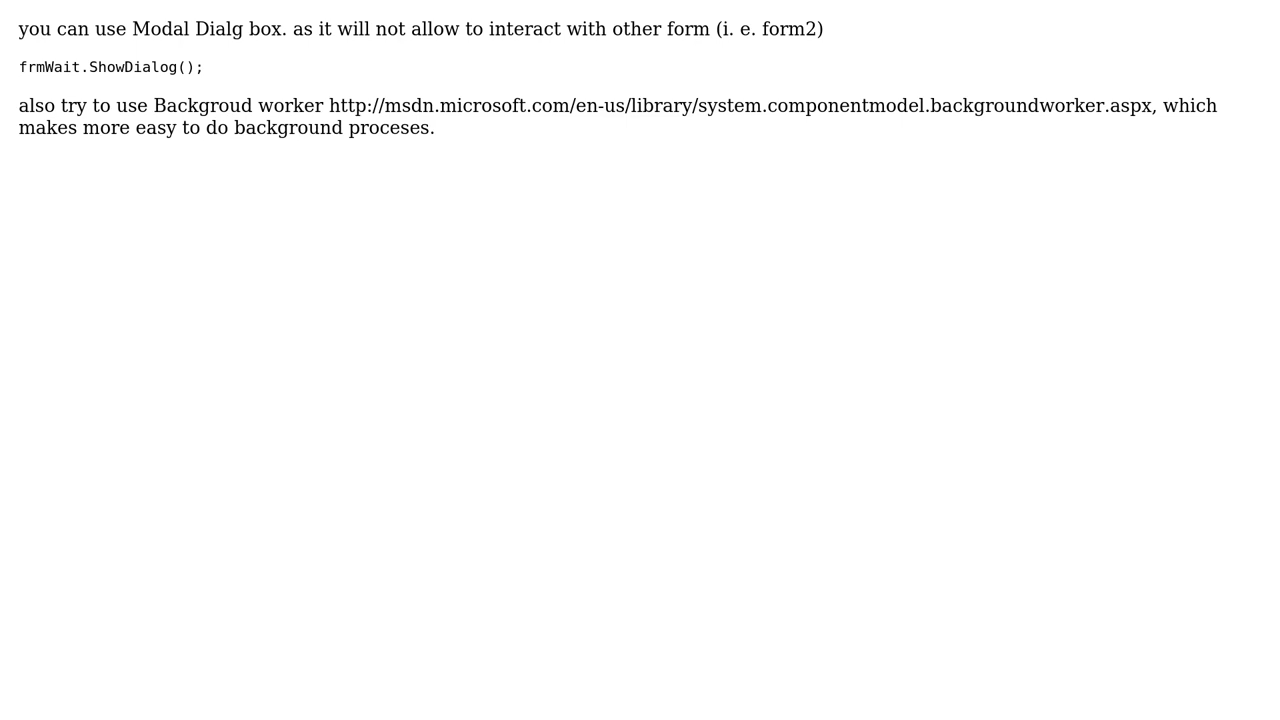 you can use Modal Dialg box. as it will not allow to interact with other form (i. e. form2)
frmWait.ShowDialog();
also try to use Backgroud worker http://msdn.microsoft.com/en-us/library/system.componentmodel.backgroundworker.aspx, which
makes more easy to do background proceses.